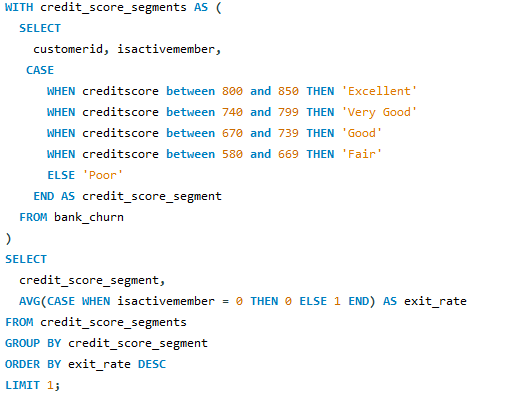 WITH credit_score_segments AS (
SELECT
customerid, isactivemember,
CASE
WHEN creditscore between 800 and 850 THEN 'Excellent'
WHEN creditscore between 740 and 799 THEN 'Very Good'
WHEN creditscore between 670 and 739 THEN 'Good'
WHEN creditscore between 580 and 669 THEN 'Fair'
ELSE 'Poor'
END AS credit_score_segment
FROM bank_churn
)
SELECT
credit_score_segment,
AVG(CASE WHEN isactivemember = 0 THEN 0 ELSE 1 END) AS exit_rate
FROM credit_score_segments
GROUP BY credit_score_segment
ORDER BY exit_rate DESC
LIMIT 1;